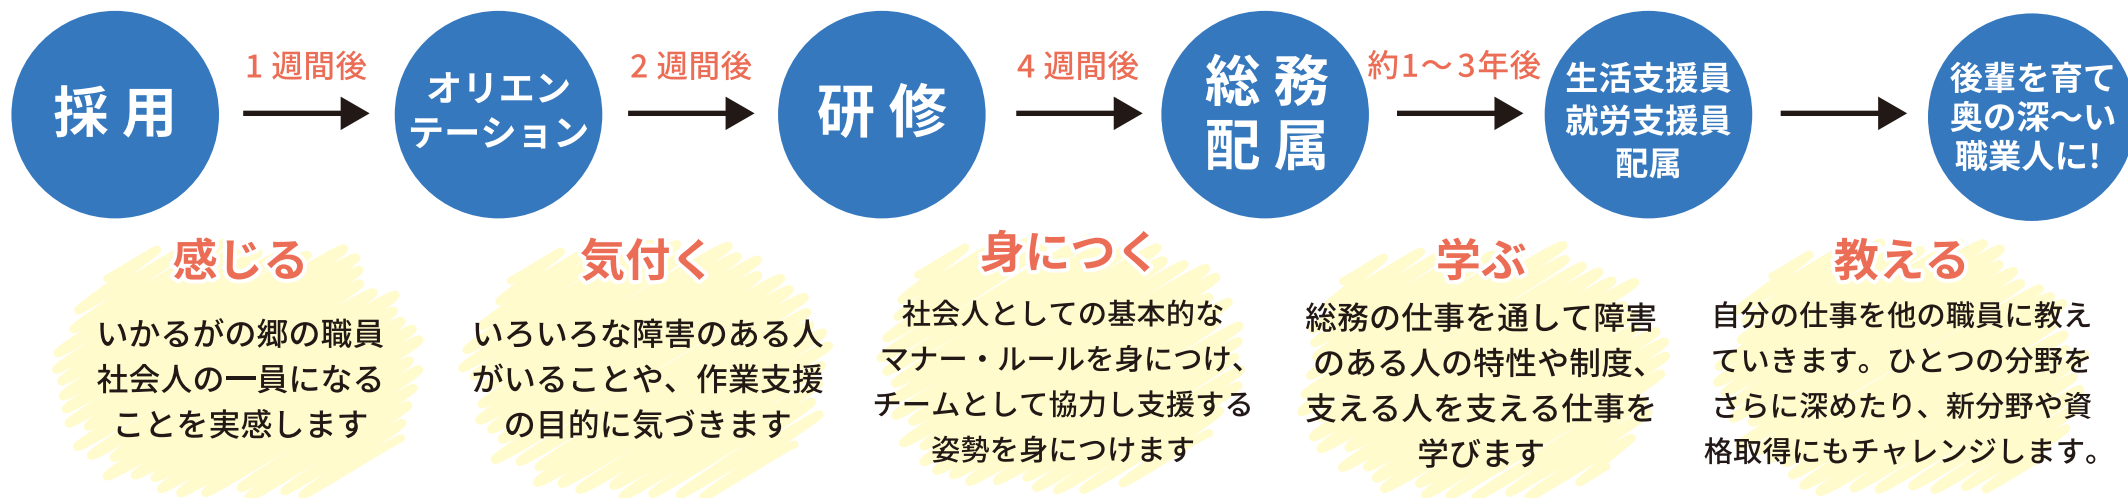 採用
1週間後
オリエン
テーション
2週間後
研修
4週間後
総務
配属
約1〜3年後
生活支援員
就労支援員
配属
後輩を育て
奥の深〜い
職業人に!
感じる
いかるがの郷の職員
社会人の一員になる
ことを実感します
気付く
いろいろな障害のある人
がいることや、作業支援
の目的に気づきます
身につく
社会人としての基本的な
マナー・ルールを身につけ、
チームとして協力し支援する
姿勢を身につけます
学ぶ
総務の仕事を通して障害
のある人の特性や制度、
支える人を支える仕事を
学びます
教える
自分の仕事を他の職員に教え
ていきます。ひとつの分野を
さらに深めたり、新分野や資
格取得にもチャレンジします。